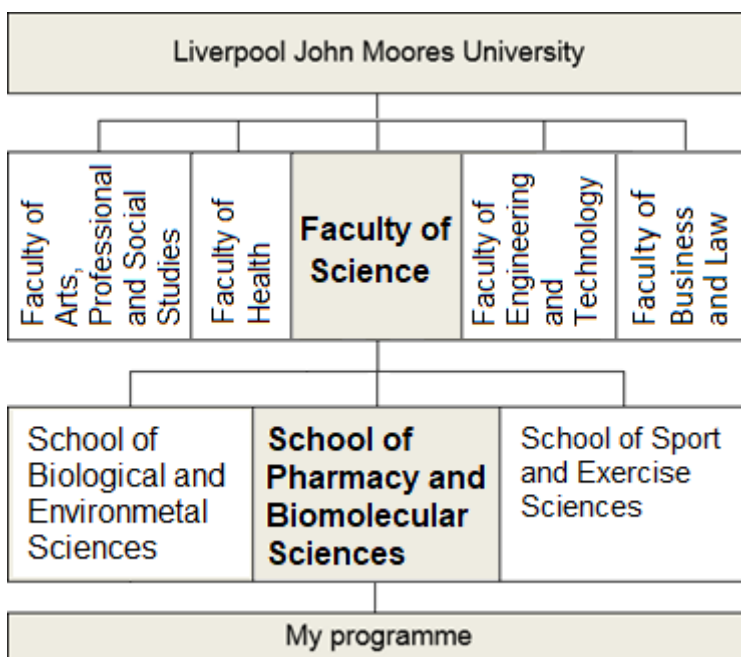 Liverpool John Moores University
Faculty of
Arts,
Professional
and Social
Studies
Faculty of
Health
Faculty of
Science
Faculty of
Engineering
and
Technology
Faculty of
Business
and Law
School of
Biological and
Environmetal
Sciences
School of
Pharmacy and
Biomolecular
Sciences
School of Sport
and Exercise
Sciences
My programme